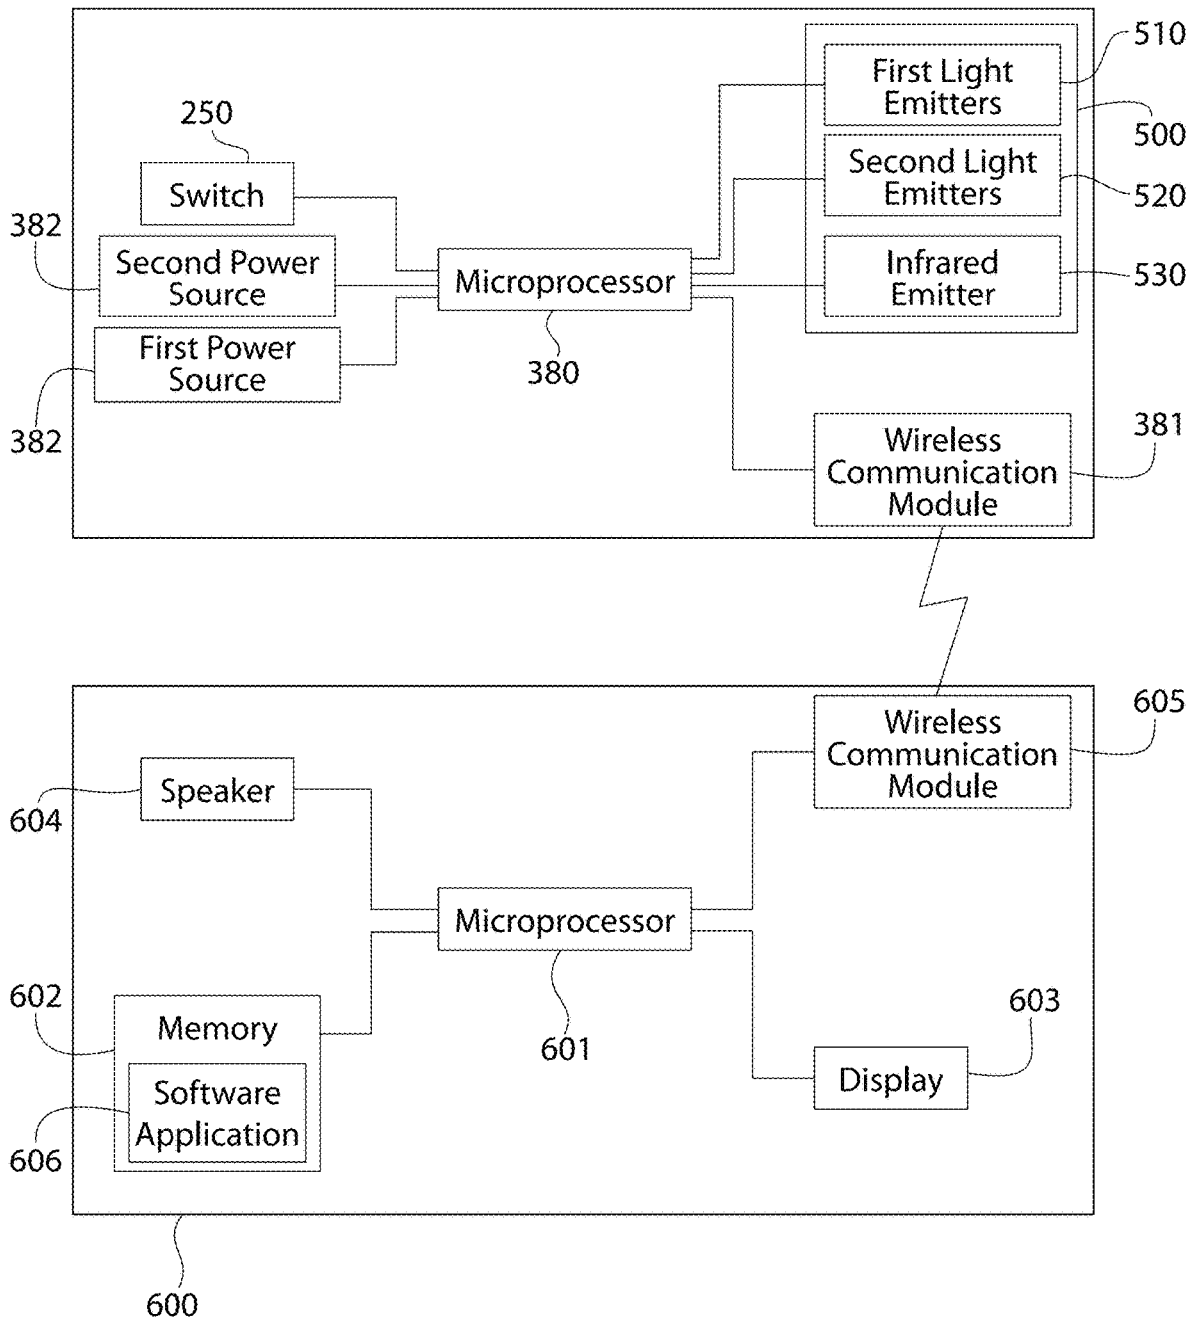 510
First Light
Emitters
500
250
Second Light
Emitters
520
Switch
382
Second Power
Source
Microprocessor
380
Infrared
Emitter
530
First Power
Source
382
Wireless
Communication
Module
381
Wireless
Communication
Module
605
Speaker
604
Microprocessor
601
602
Memory
Software
Application
606
603
Display
600